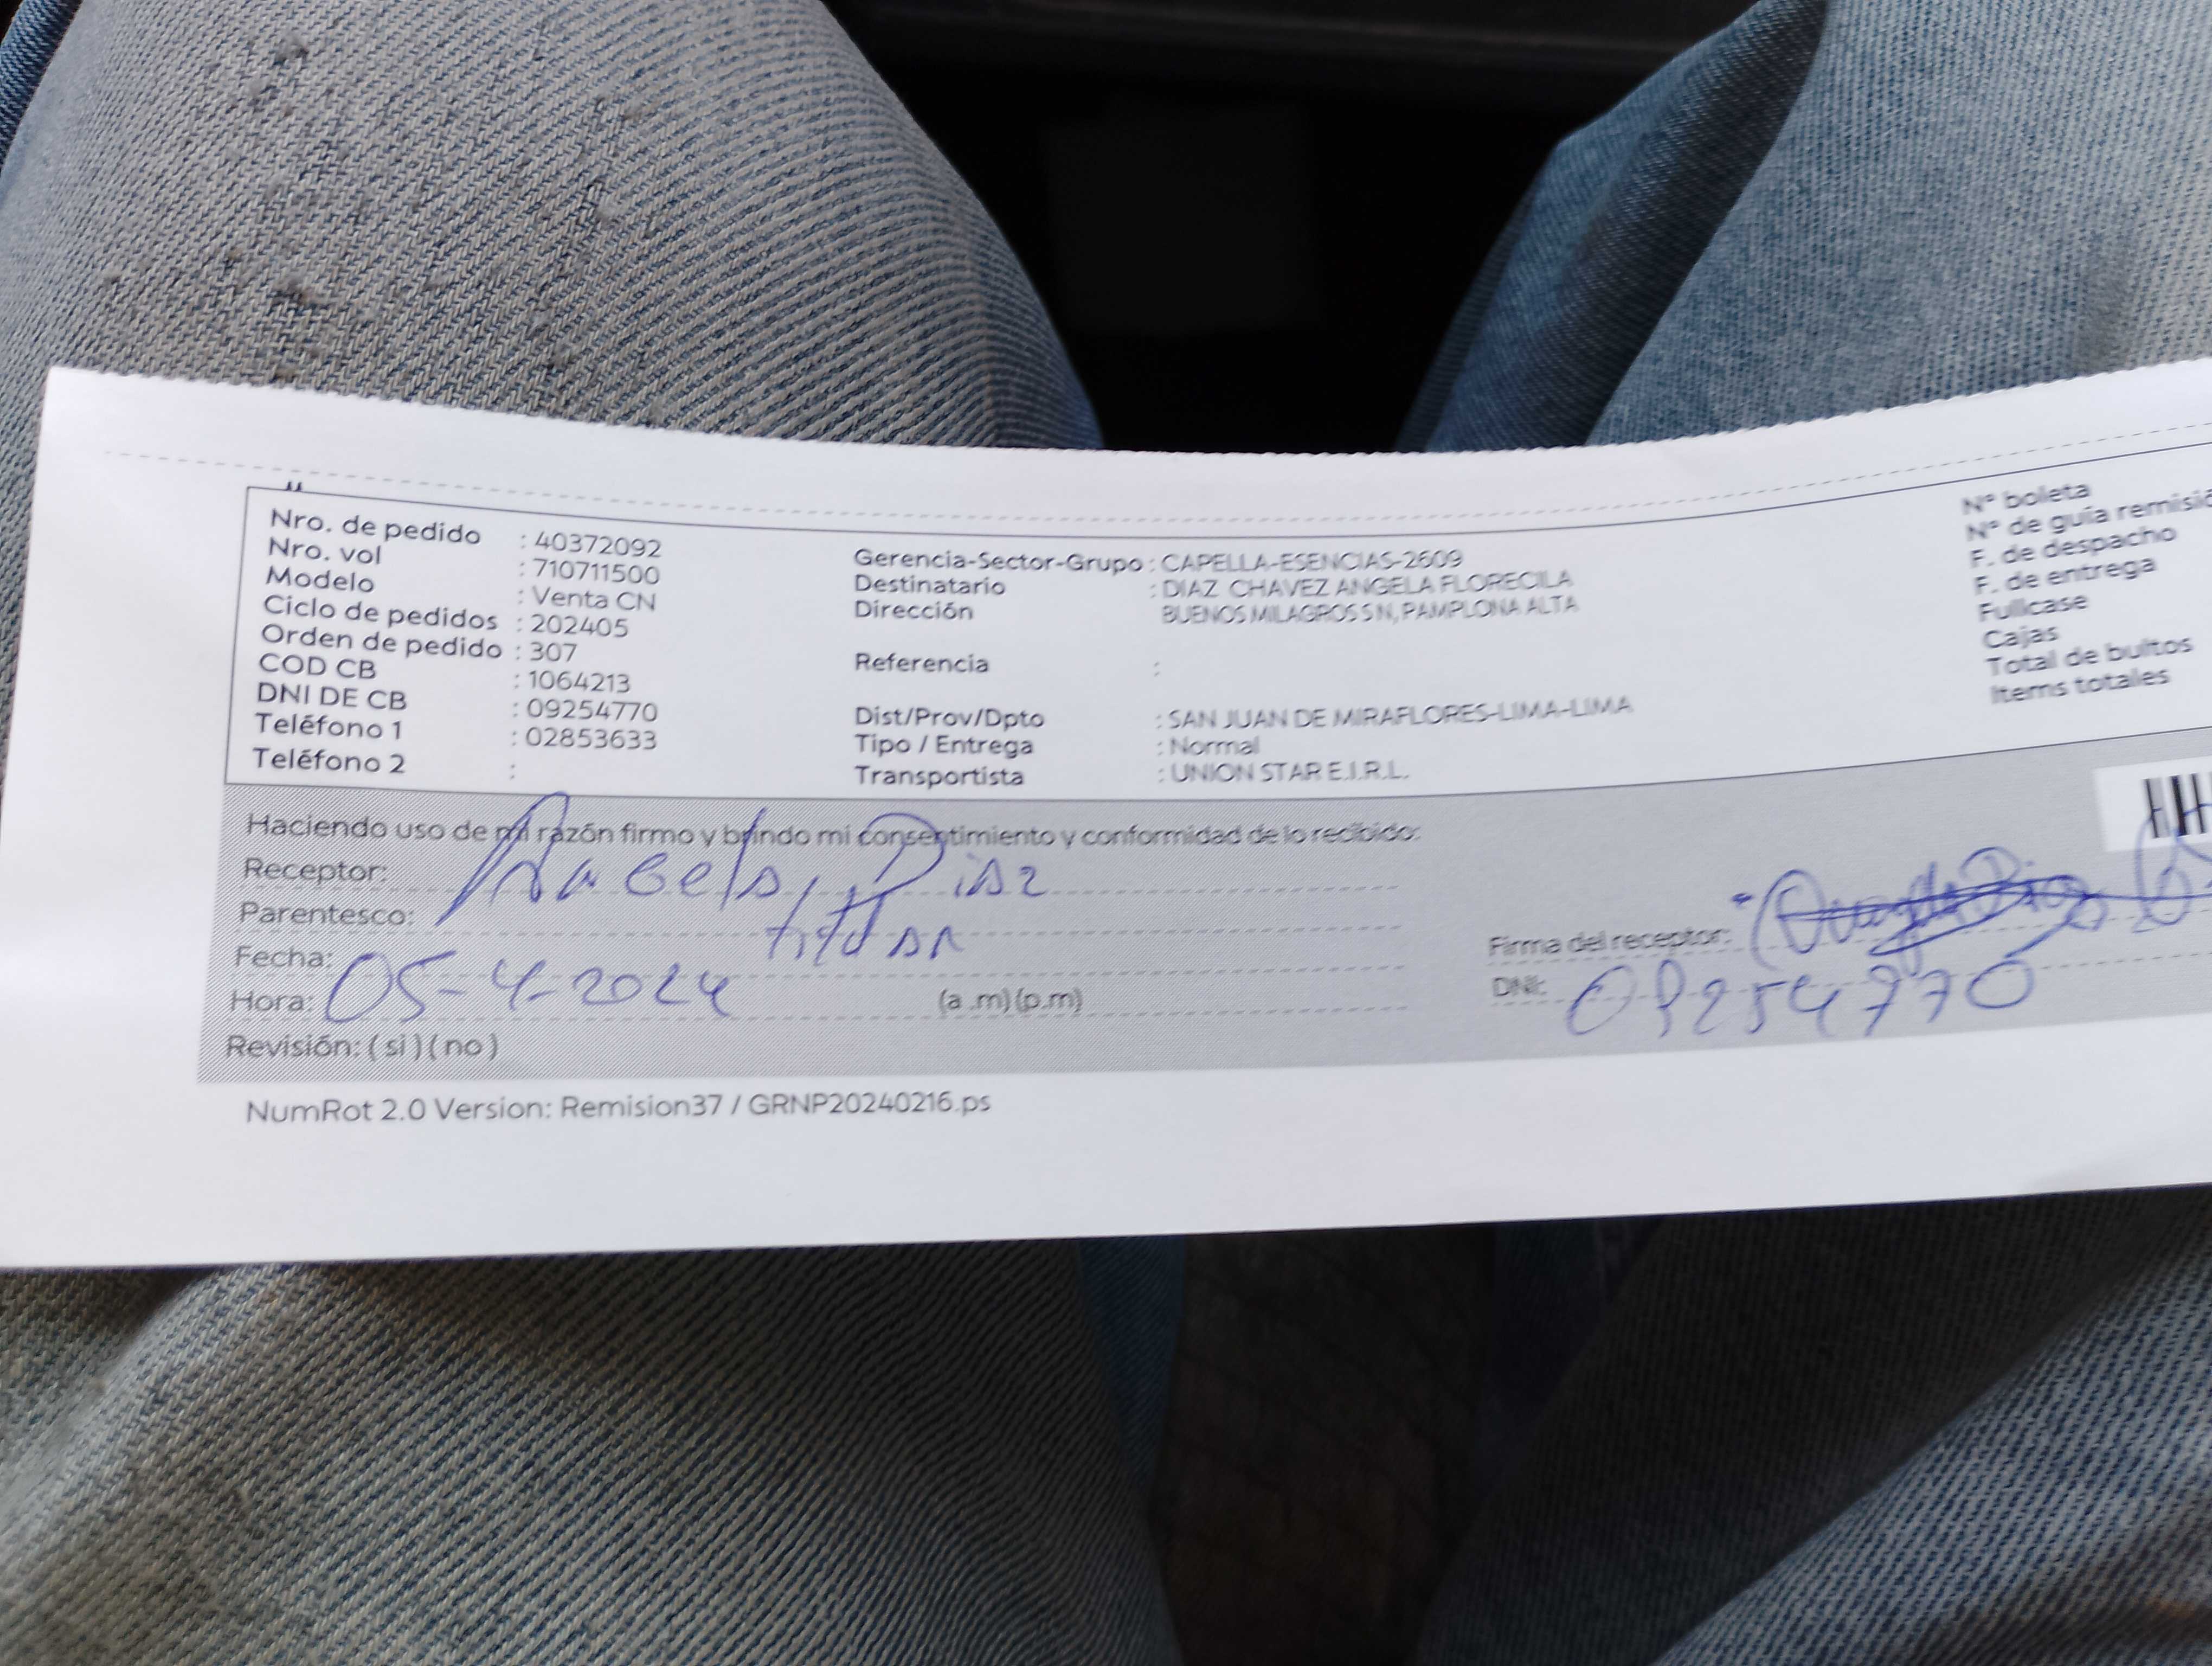 Nro. de pedido : 40372092
Nro. vol : 710711500
Modelo : Venta CN
Ciclo de pedidos : 202405
Orden de pedido : 307
COD CB : 1064213
DNI DE CB : 09254770
Teléfono 1 : 02853633
Teléfono 2 :
Gerencia-Sector-Grupo : CAPELLA-ESENCIAS-2609
Destinatario : DIAZ CHAVEZ ANGELA FLORECILA
Dirección BUENOS MILAGROS S N, PAMPLONA ALTA
Referencia :
Dist/Prov/Dpto : SAN JUAN DE MIRAFLORES-LIMA-LIMA
Tipo / Entrega : Normal
Transportista : UNION STAR E.I.R.L.
N° boleta
N° de guía remisió
F. de despacho
F. de entrega
Fullcase
Cajas
Total de bultos
Items totales
Haciendo uso de mi razón firmo y brindo mi consentimiento y conformidad de lo recibido:
Receptor: Angela Diaz
Parentesco: titular
Fecha: 05-4-2024
Hora: (a .m) (p.m)
Revisión: ( si ) ( no )
Firma del receptor:
DNI: 09254770
NumRot 2.0 Version: Remision37 / GRNP20240216.ps